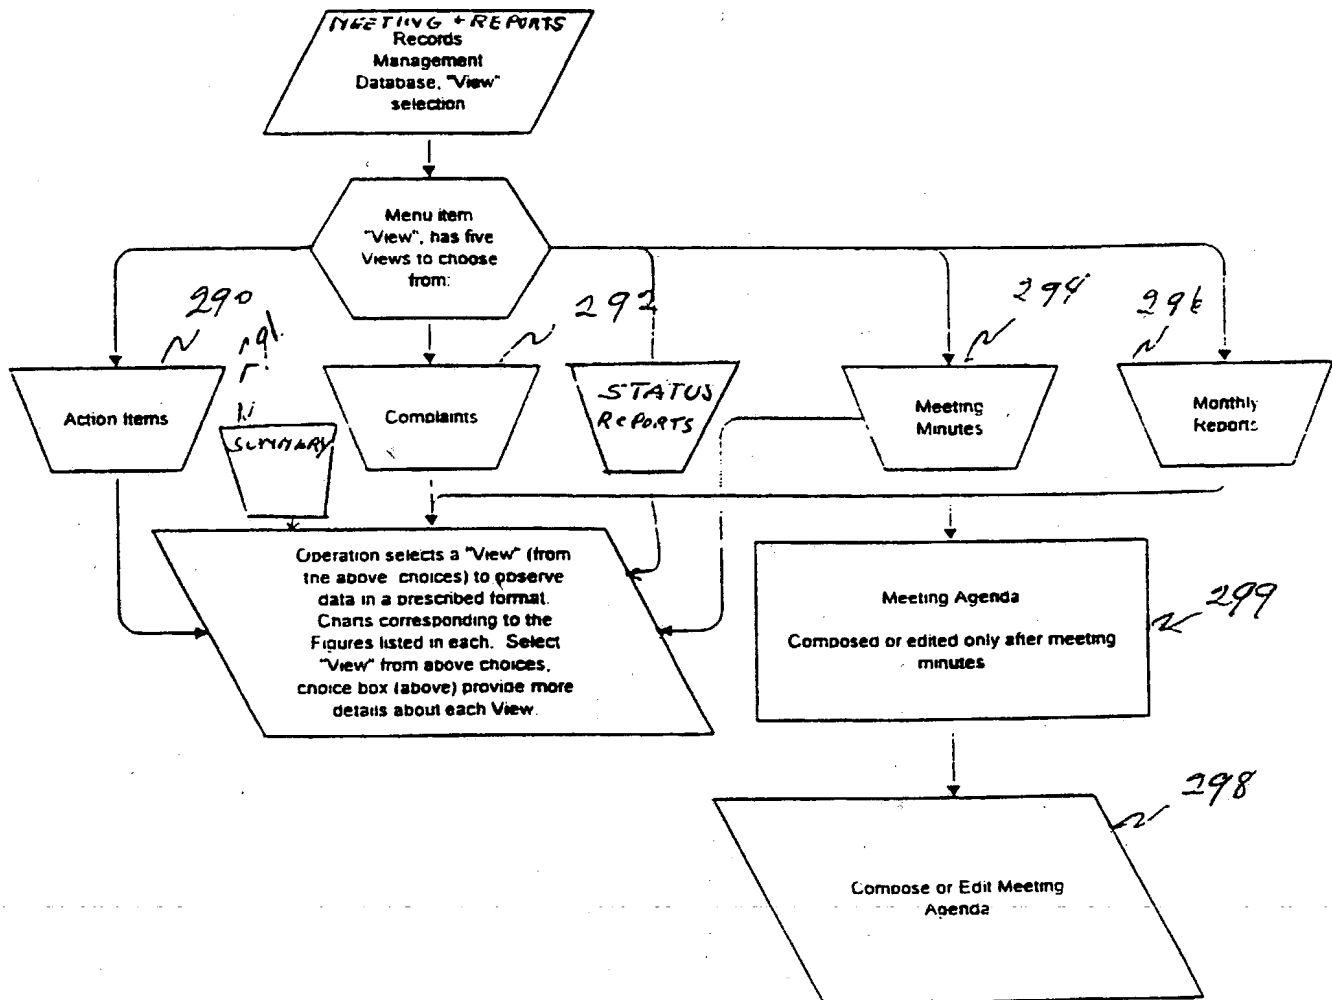 MEETING + REPORTS
Records
Management
Database, "View"
selection
Menu item
"View", has five
Views to choose
from:
290
292
294
296
Action Items
SUMMARY
Complaints
STATUS
REPORTS
Meeting
Minutes
Monthly
Reports
Operation selects a "View" (from
the above choices) to observe
data in a prescribed format.
Charts corresponding to the
Figures listed in each. Select
"View" from above choices,
choice box (above) provide more
details about each View.
Meeting Agenda
Composed or edited only after meeting
minutes
299
298
Compose or Edit Meeting
Agenda